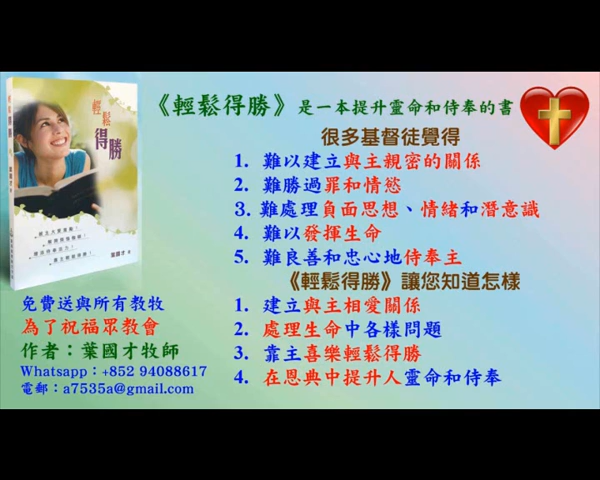 輕鬆
得勝
葉國才
《輕鬆得勝》是一本提升靈命和侍奉的書
很多基督徒覺得
1. 難以建立與主親密的關係
2. 難勝過罪和情慾
3. 難處理負面思想、情緒和潛意識
4. 難以發揮生命
5. 難良善和忠心地侍奉主
《輕鬆得勝》讓您知道怎樣
1. 建立與主相愛關係
2. 處理生命中各樣問題
3. 靠主喜樂輕鬆得勝
4. 在恩典中提升人靈命和侍奉
免費送與所有教牧
為了祝福眾教會
作者：葉國才牧師
Whatsapp：+852 94088617
電郵：a7535a@gmail.com